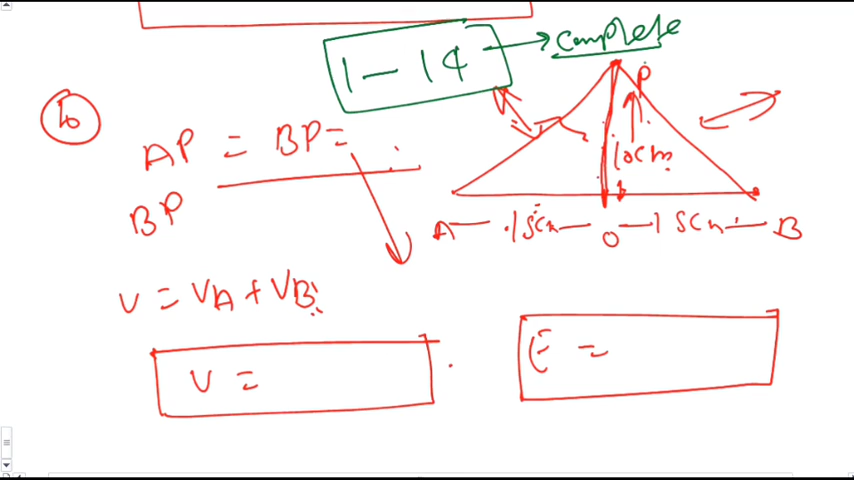 1 – 14 → complete
b
P
AP = BP =
10cm
BP
A — 15cm — O — 15cm — B
V = VA + VB
V =
E =